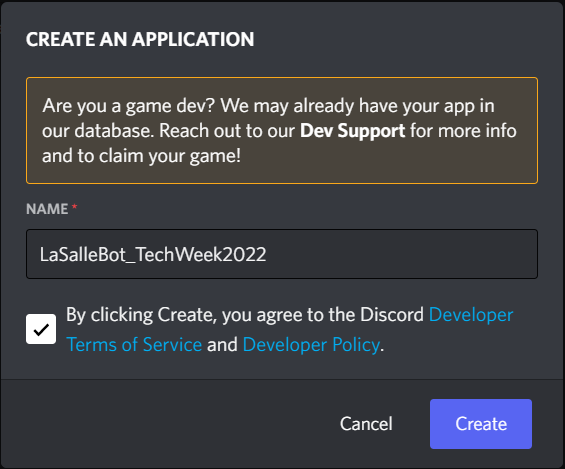 CREATE AN APPLICATION
Are you a game dev? We may already have your app in
our database. Reach out to our Dev Support for more info
and to claim your game!
NAME *
LaSalleBot_TechWeek2022
By clicking Create, you agree to the Discord Developer
Terms of Service and Developer Policy.
Cancel
Create